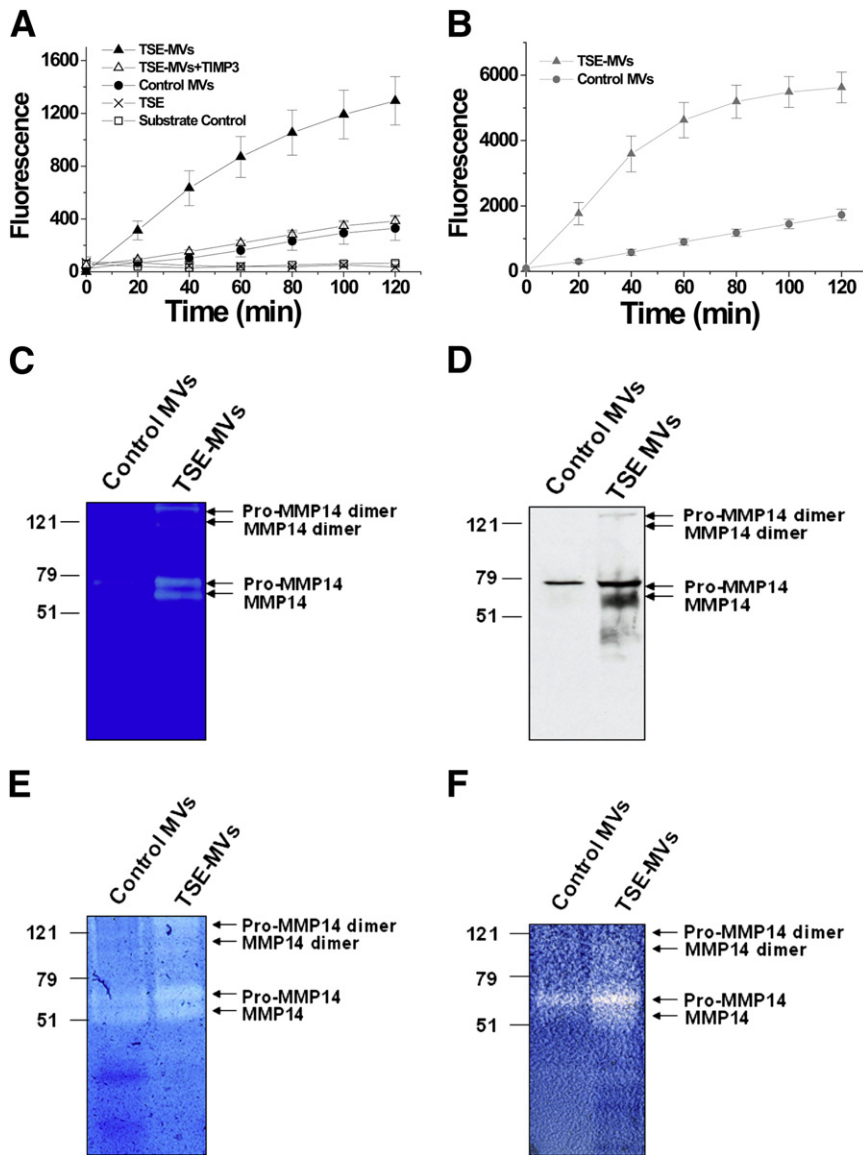 A
TSE-MVs
TSE-MVs+TIMP3
Control MVs
TSE
Substrate Control
1600
1200
800
400
0
Fluorescence
0 20 40 60 80 100 120
Time (min)
B
TSE-MVs
Control MVs
6000
4000
2000
0
Fluorescence
0 20 40 60 80 100 120
Time (min)
C
Control MVs
TSE-MVs
121
79
51
Pro-MMP14 dimer
MMP14 dimer
Pro-MMP14
MMP14
D
Control MVs
TSE MVs
121
79
51
Pro-MMP14 dimer
MMP14 dimer
Pro-MMP14
MMP14
E
Control MVs
TSE-MVs
121
79
51
Pro-MMP14 dimer
MMP14 dimer
Pro-MMP14
MMP14
F
Control MVs
TSE-MVs
121
79
51
Pro-MMP14 dimer
MMP14 dimer
Pro-MMP14
MMP14